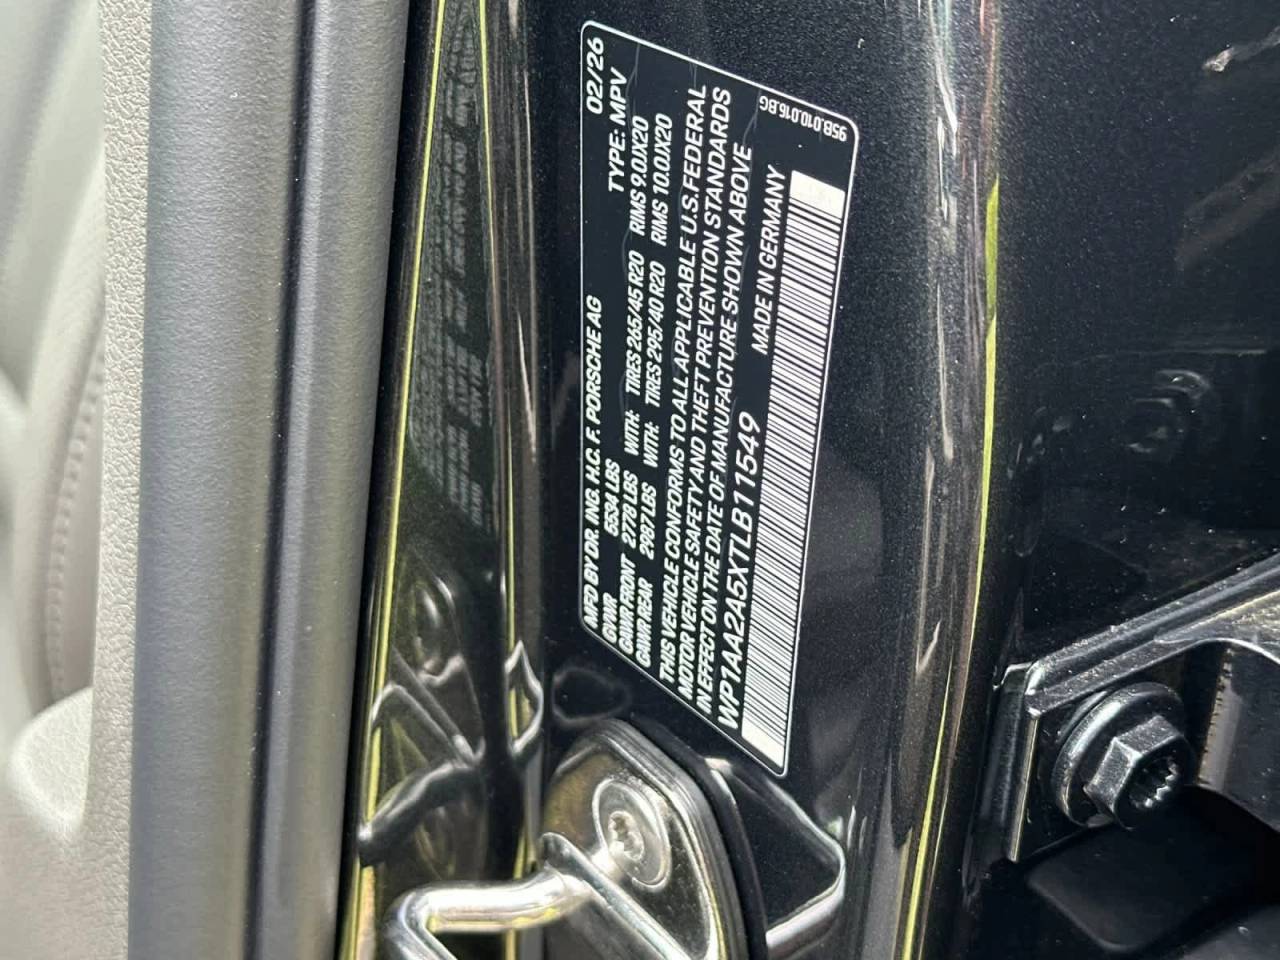 MFD BY DR. ING. H.C. F. PORSCHE AG 02/26
GVWR 5534 LBS TYPE: MPV
GAWR FRONT 2778 LBS WITH: TIRES 265/45 R20 RIMS 9.0JX20
GAWR REAR 2987 LBS WITH: TIRES 295/40 R20 RIMS 10.0JX20
THIS VEHICLE CONFORMS TO ALL APPLICABLE U.S. FEDERAL
MOTOR VEHICLE SAFETY AND THEFT PREVENTION STANDARDS
IN EFFECT ON THE DATE OF MANUFACTURE SHOWN ABOVE
WP1AA2A5XTLB11549 MADE IN GERMANY
95B.010.015.BG